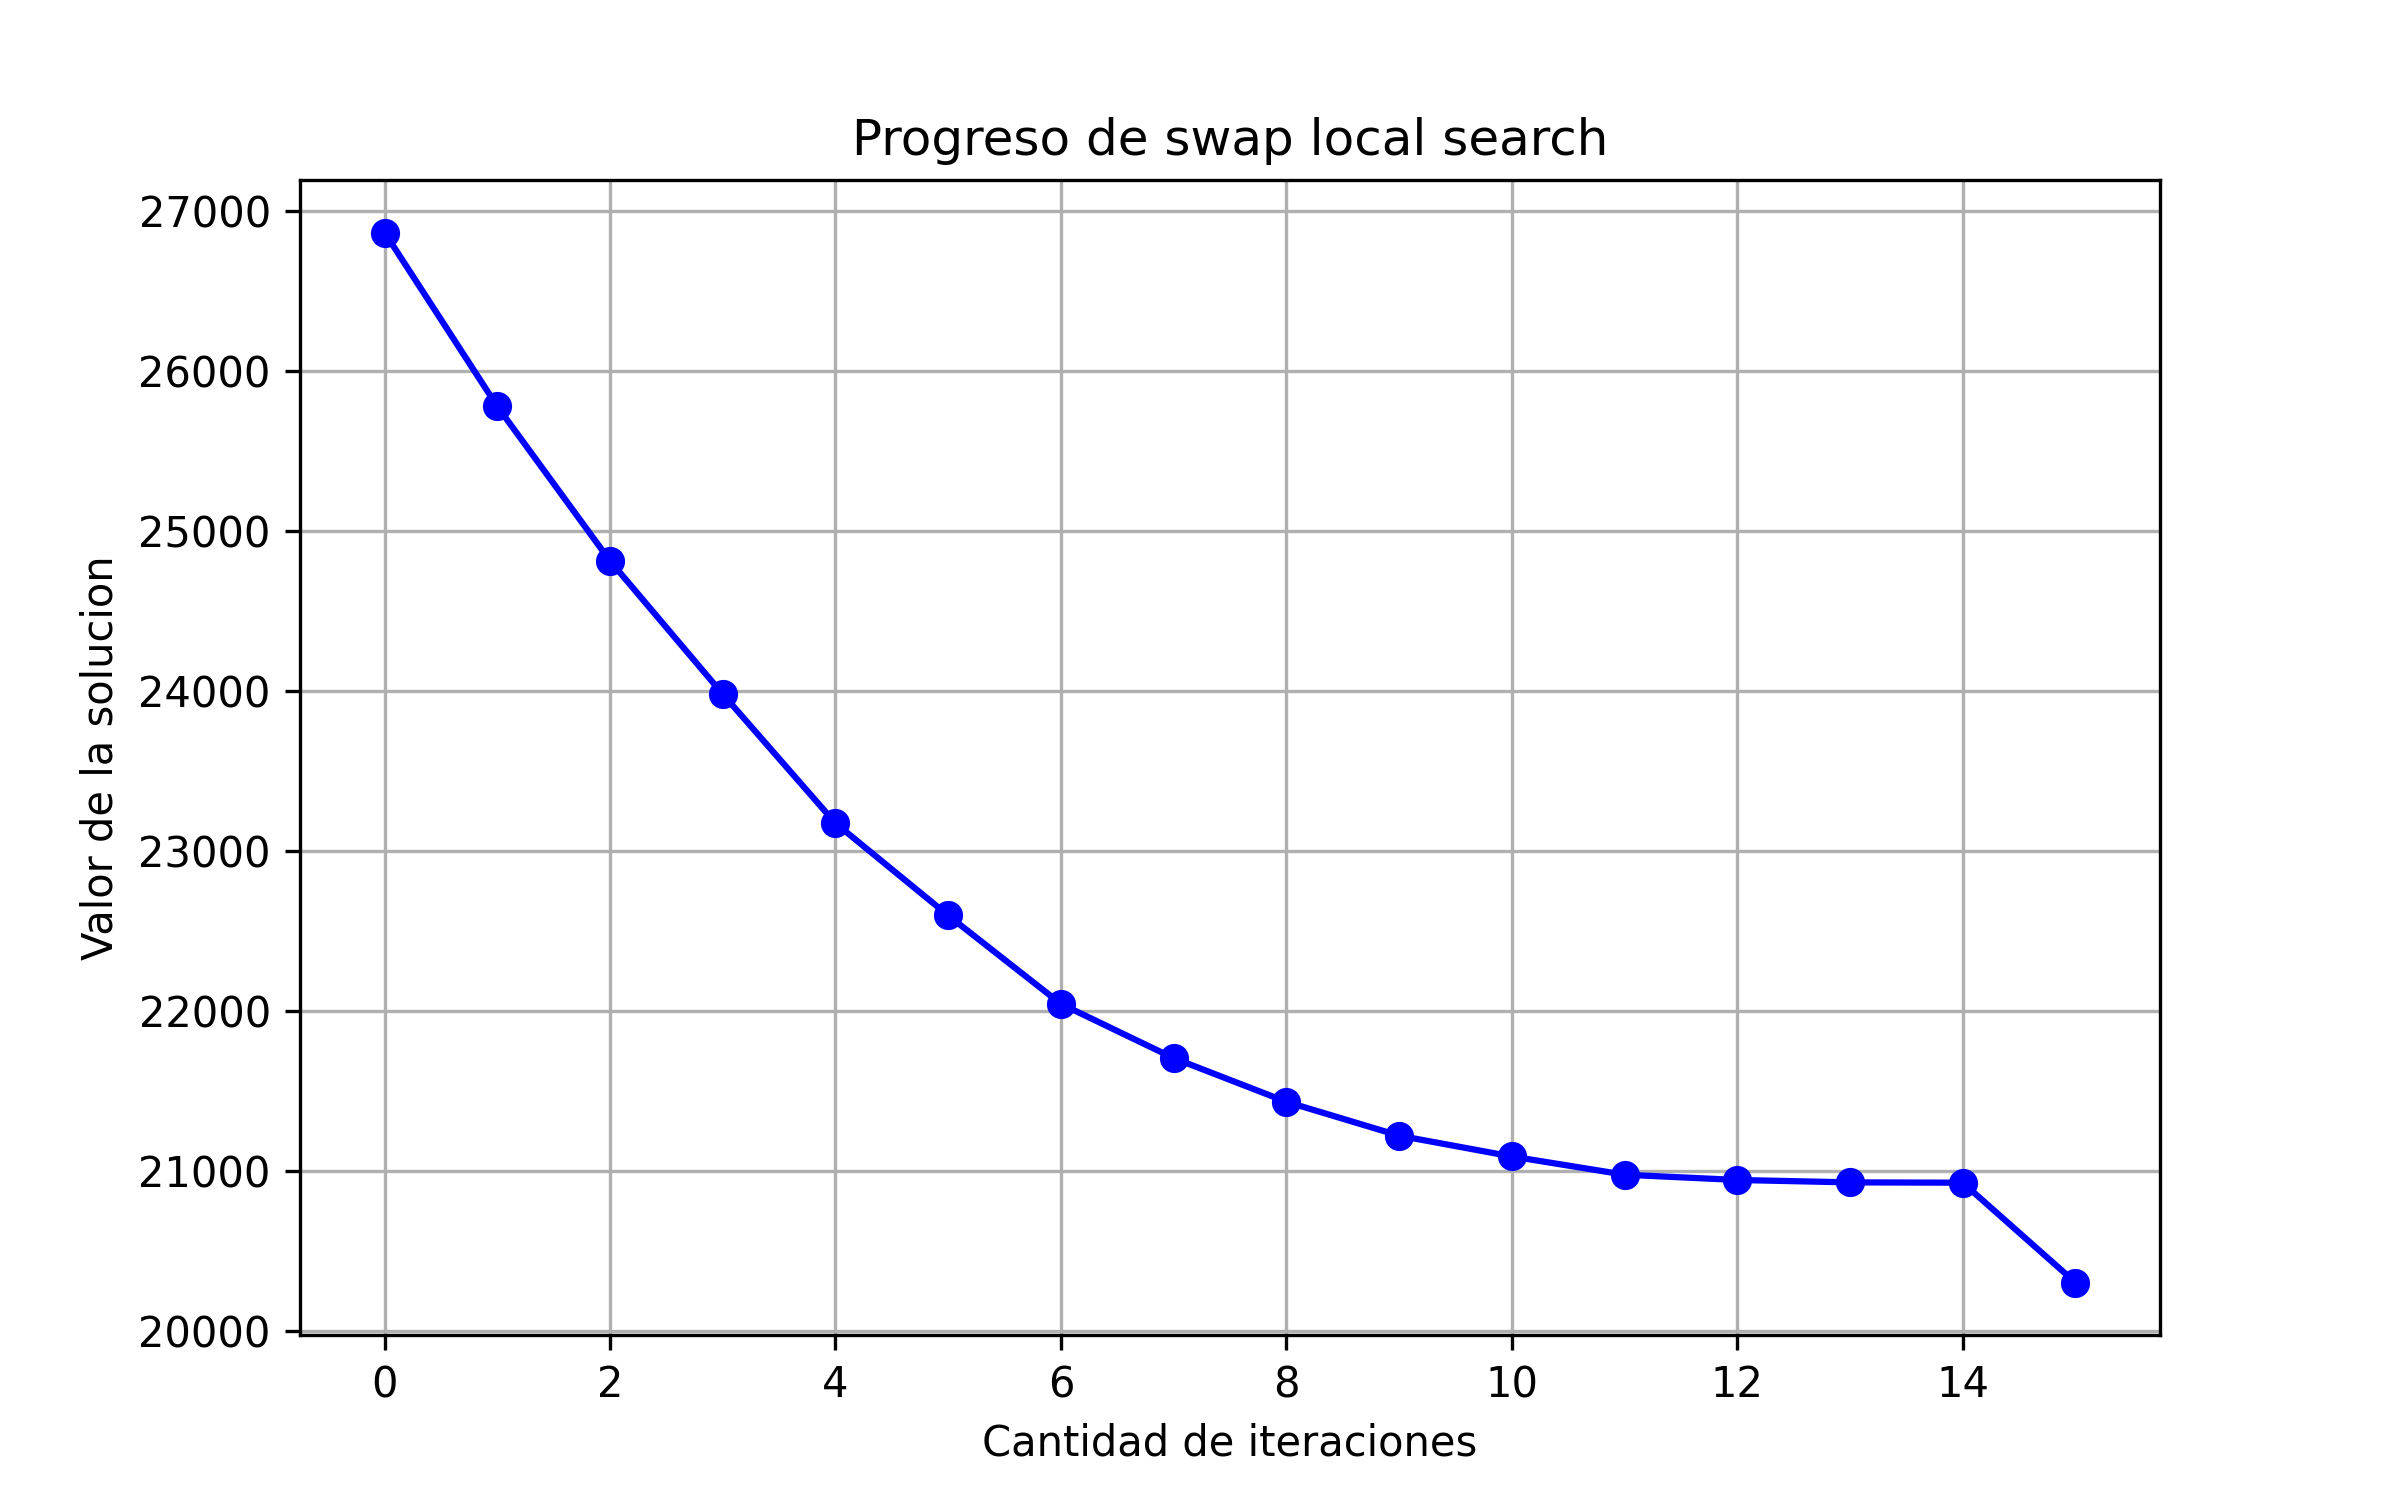 Progreso de swap local search
27000
26000
25000
24000
23000
22000
21000
20000
Valor de la solucion
0 2 4 6 8 10 12 14
Cantidad de iteraciones